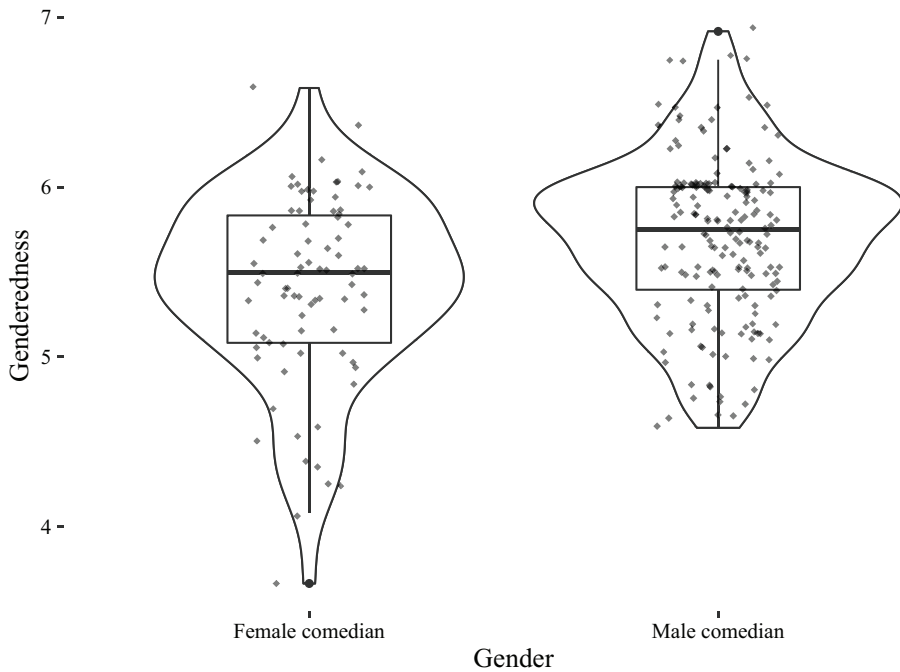 7
6
5
4
Genderedness
Female comedian
Male comedian
Gender